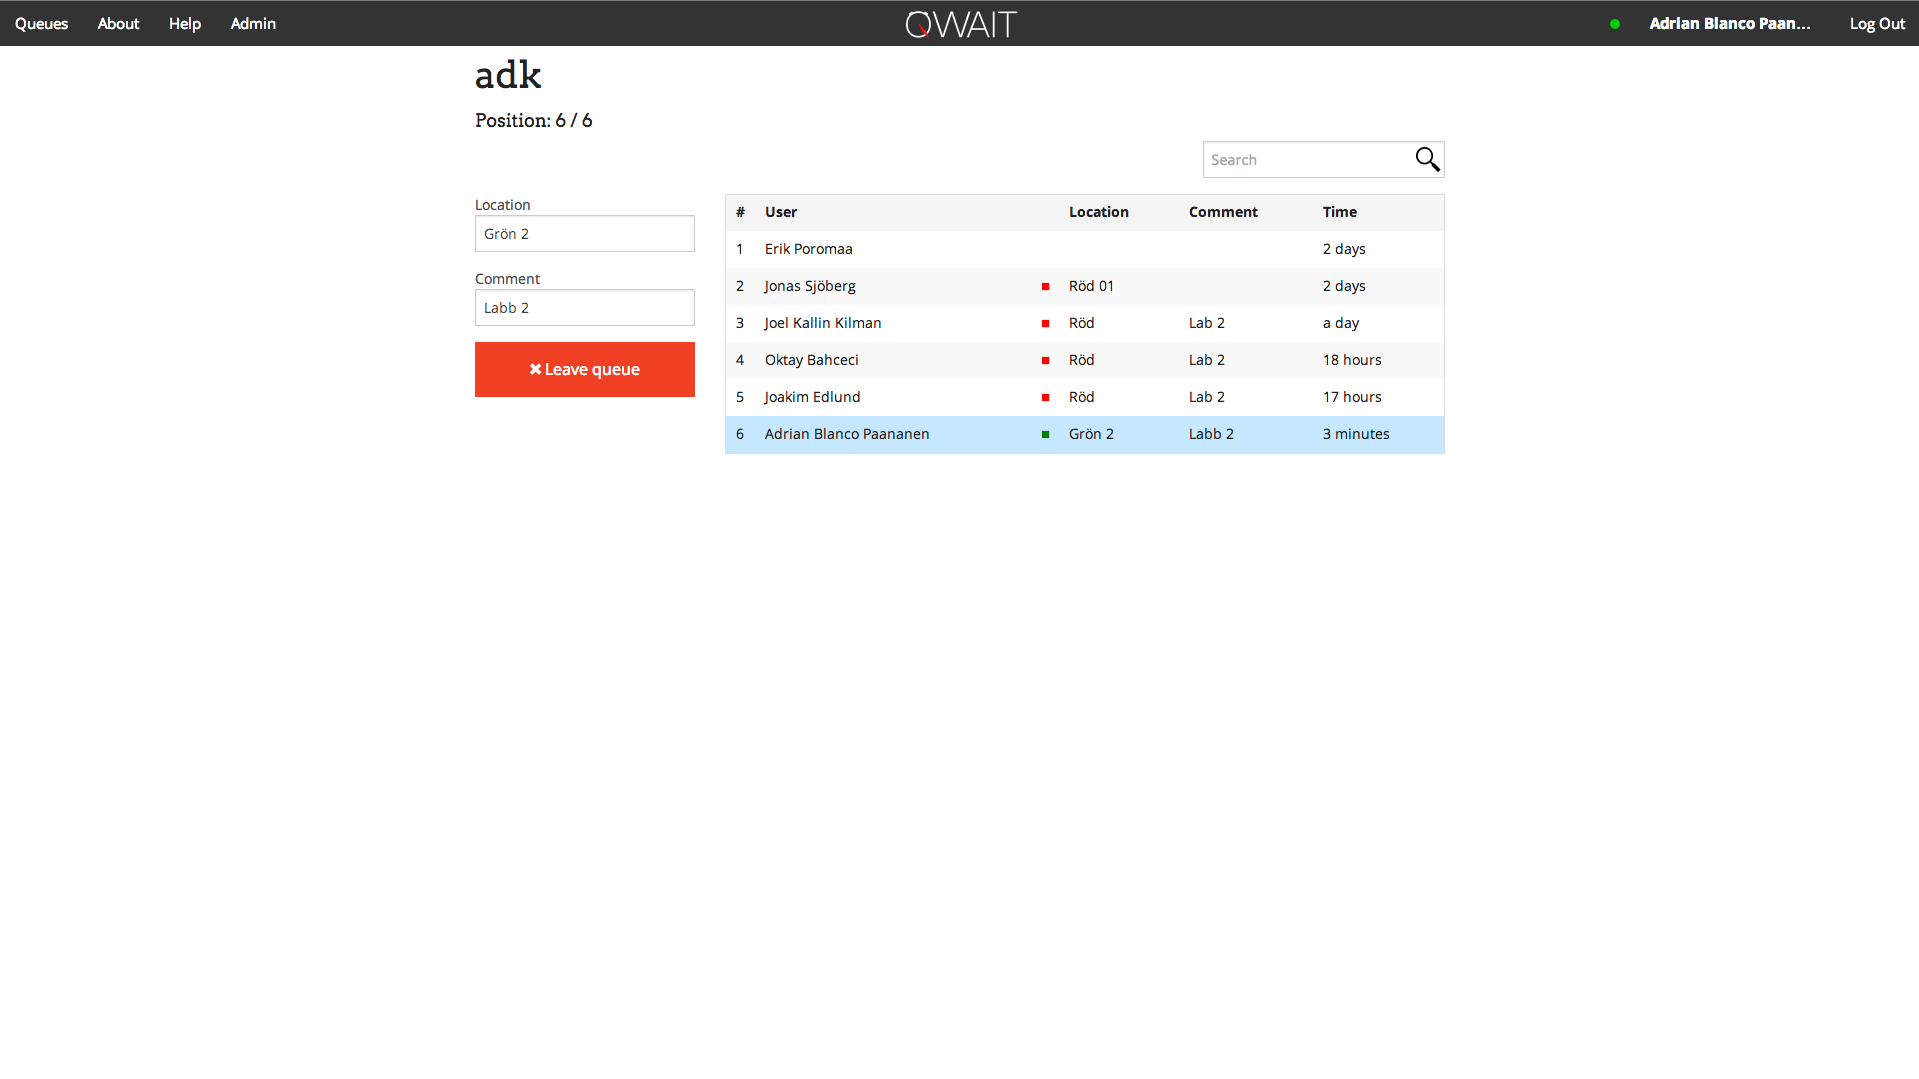 Queues About Help Admin QWAIT Adrian Blanco Paan... Log Out
adk
Position: 6 / 6
Search
Location
Grön 2
Comment
Labb 2
✖ Leave queue
# User Location Comment Time
1 Erik Poromaa 2 days
2 Jonas Sjöberg Röd 01 2 days
3 Joel Kallin Kilman Röd Lab 2 a day
4 Oktay Bahceci Röd Lab 2 18 hours
5 Joakim Edlund Röd Lab 2 17 hours
6 Adrian Blanco Paananen Grön 2 Labb 2 3 minutes